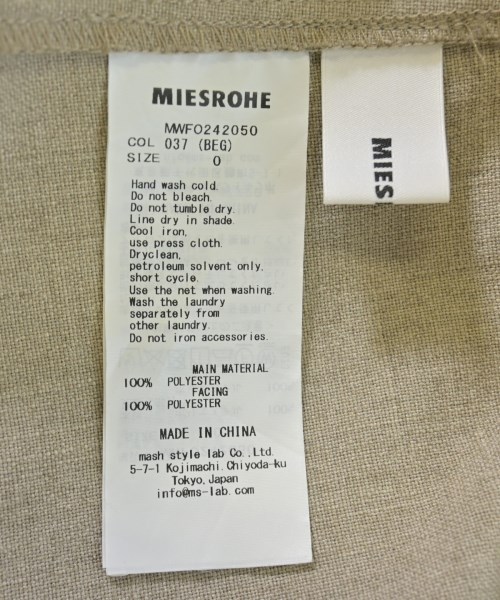 MIESROHE
MWFO242050
COL 037 (BEG)
SIZE 0
Hand wash cold.
Do not bleach.
Do not tumble dry.
Line dry in shade.
Cool iron,
use press cloth.
Dryclean,
petroleum solvent only.
short cycle.
Use the net when washing.
Wash the laundry
separately from
other laundry.
Do not iron accessories.
MAIN MATERIAL
100% POLYESTER
FACING
100% POLYESTER
MADE IN CHINA
mash style lab Co.,Ltd.
5-7-1 Kojimachi.Chiyoda-ku
Tokyo,Japan
info@ms-lab.com
MIES